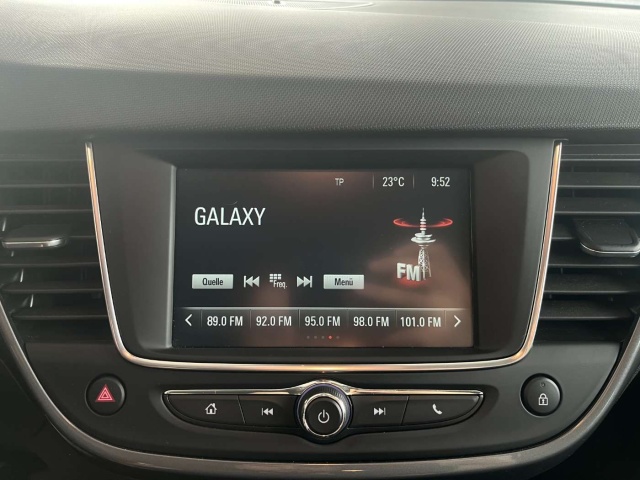 TP 23°C 9:52
GALAXY
FM
Quelle Freq. Menü
89.0 FM 92.0 FM 95.0 FM 98.0 FM 101.0 FM